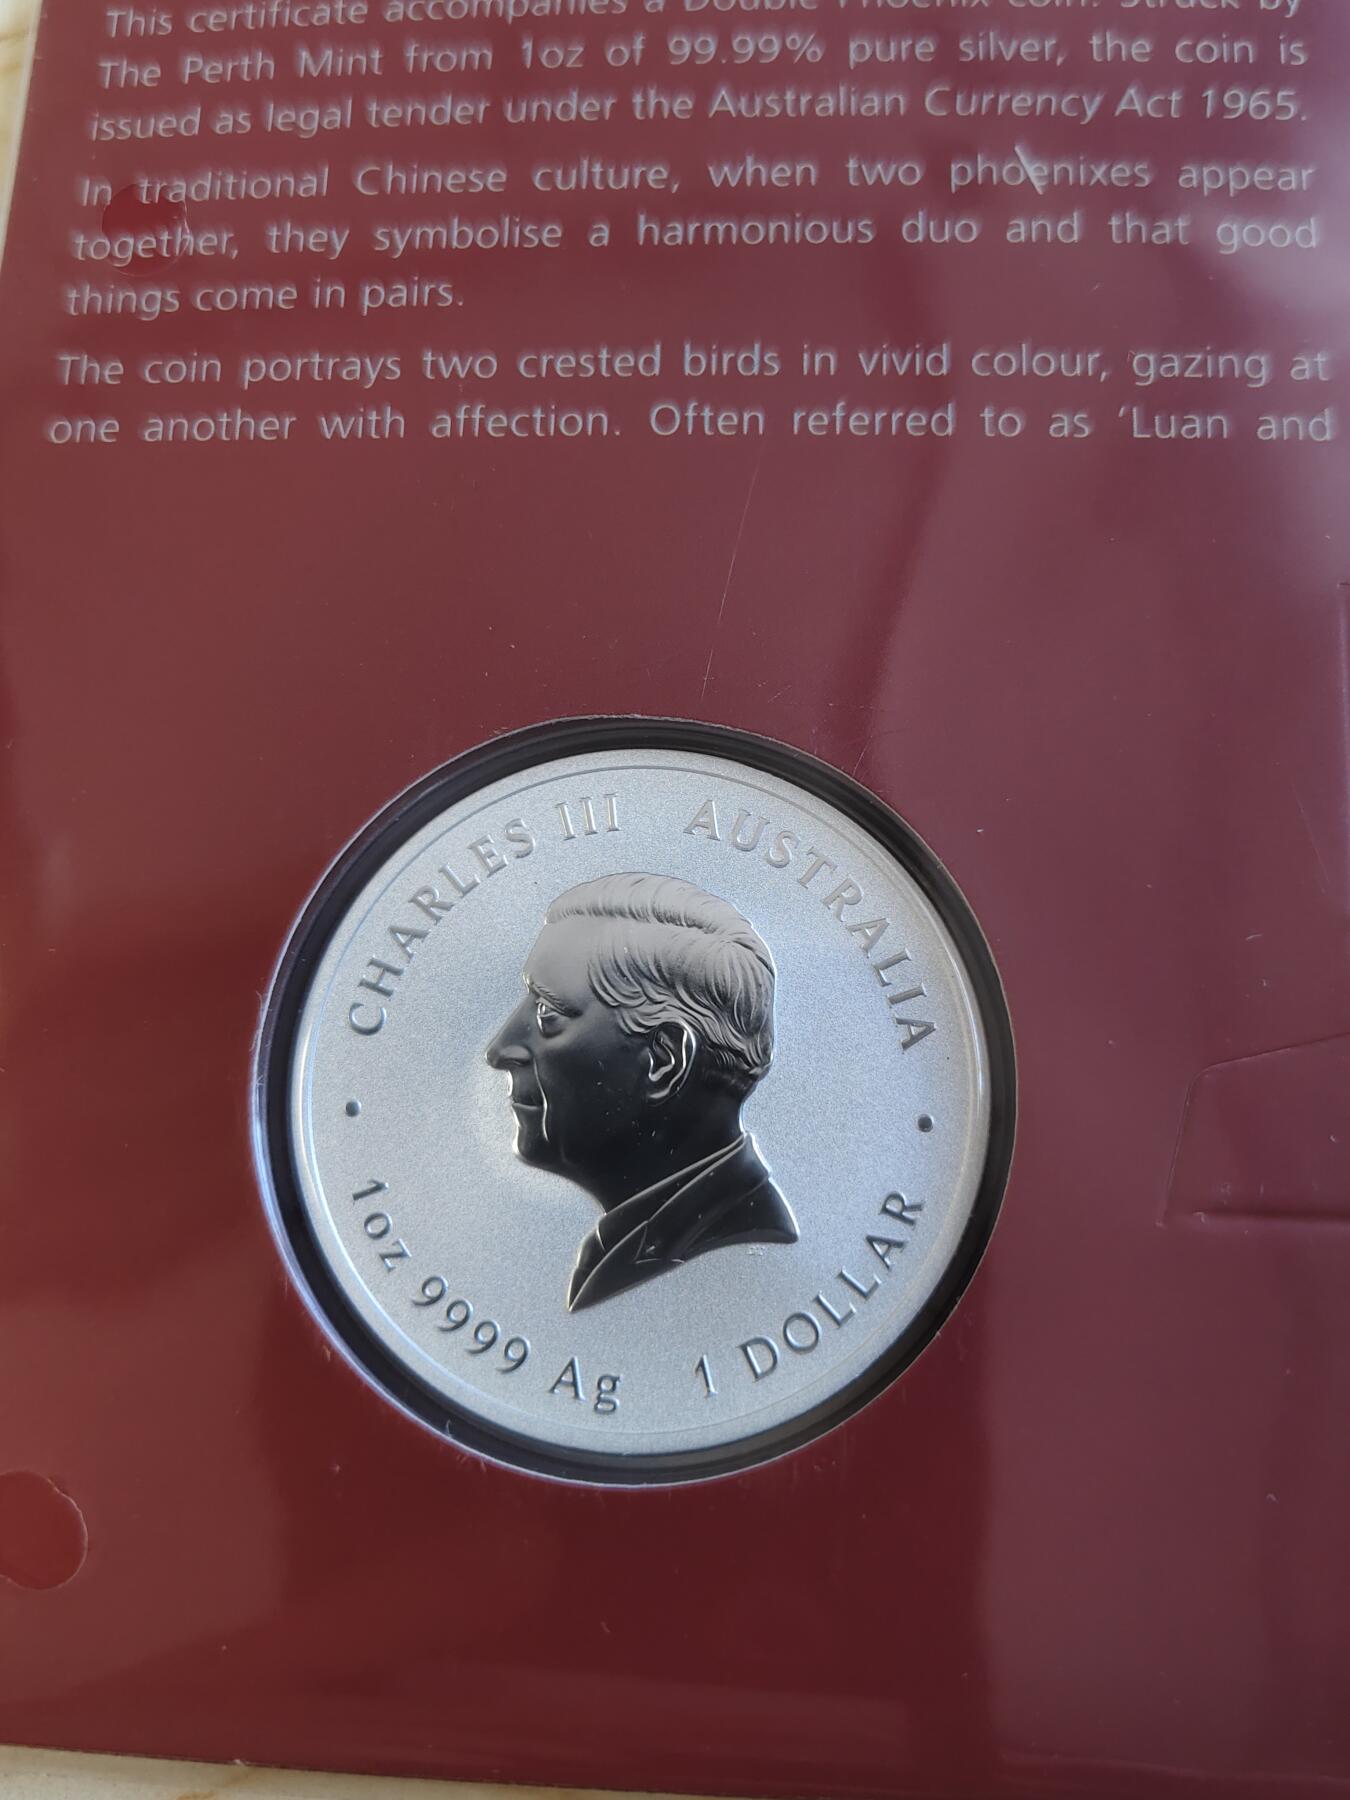 This certificate accompanies a Double Phoenix coin. Struck by
The Perth Mint from 1oz of 99.99% pure silver, the coin is
issued as legal tender under the Australian Currency Act 1965.
In traditional Chinese culture, when two phoenixes appear
together, they symbolise a harmonious duo and that good
things come in pairs.
The coin portrays two crested birds in vivid colour, gazing at
one another with affection. Often referred to as ‘Luan and
CHARLES III AUSTRALIA
1oz 9999 Ag 1 DOLLAR